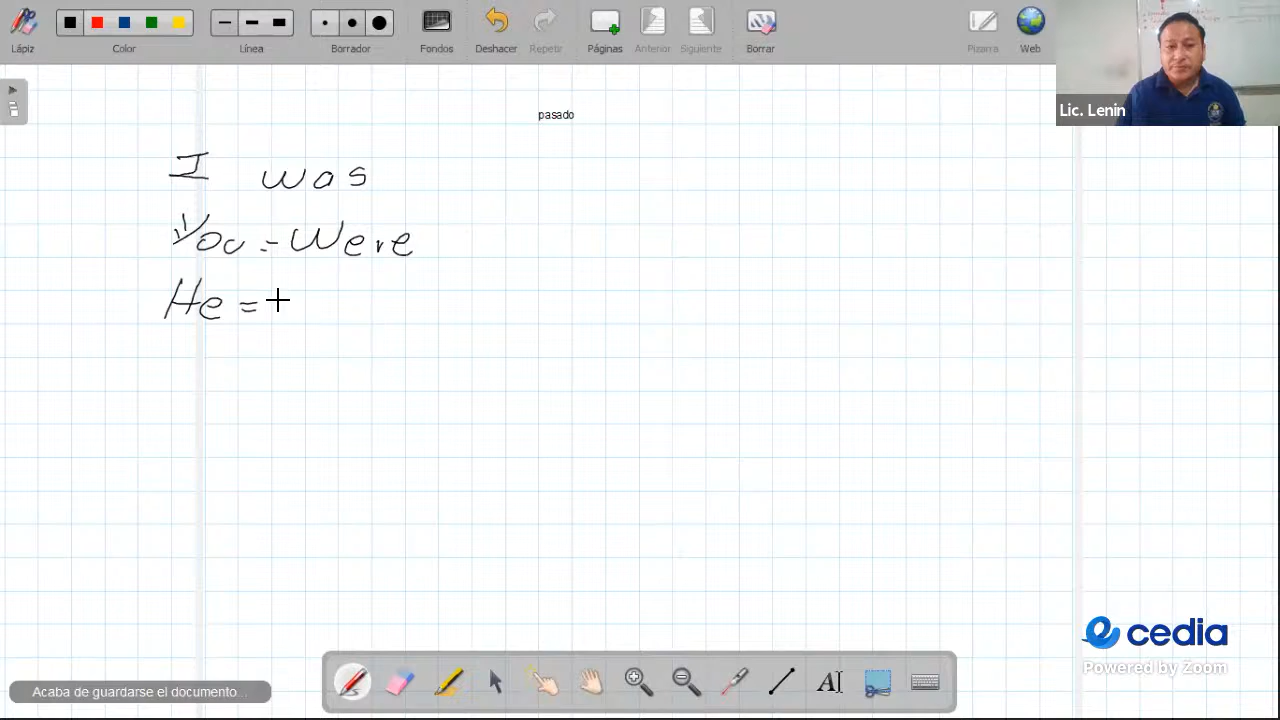 Lápiz Color Línea Borrador Fondos Deshacer Repetir Páginas Anterior Siguiente Borrar Pizarra Web
Lic. Lenin
pasado
I was
You = Were
He =
cedia
Powered by Zoom
Acaba de guardarse el documento...